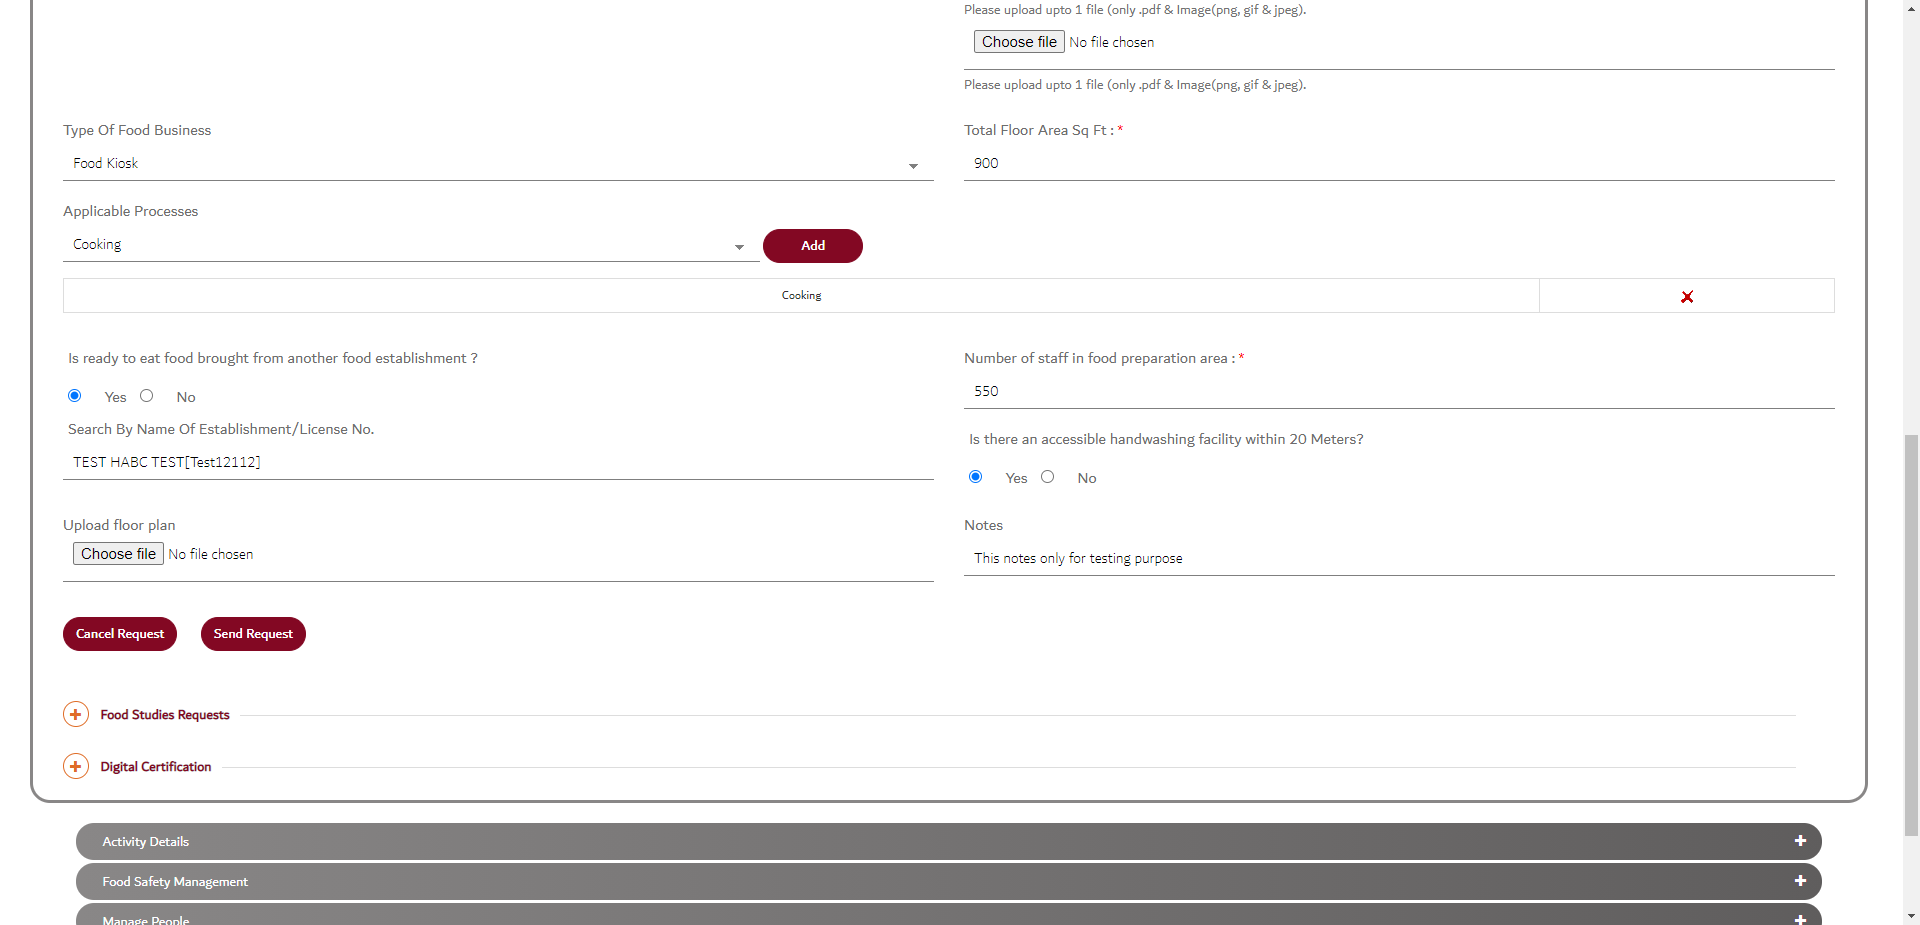 Please upload upto 1 file (only .pdf & Image(png, gif & jpeg).
Choose file No file chosen
Please upload upto 1 file (only .pdf & Image(png, gif & jpeg).
Type Of Food Business
Food Kiosk
Total Floor Area Sq Ft : *
900
Applicable Processes
Cooking
Add
Cooking
Is ready to eat food brought from another food establishment ?
Yes No
Search By Name Of Establishment/License No.
TEST HABC TEST[Test12112]
Number of staff in food preparation area : *
550
Is there an accessible handwashing facility within 20 Meters?
Yes No
Upload floor plan
Choose file No file chosen
Notes
This notes only for testing purpose
Cancel Request Send Request
Food Studies Requests
Digital Certification
Activity Details
Food Safety Management
Manage People